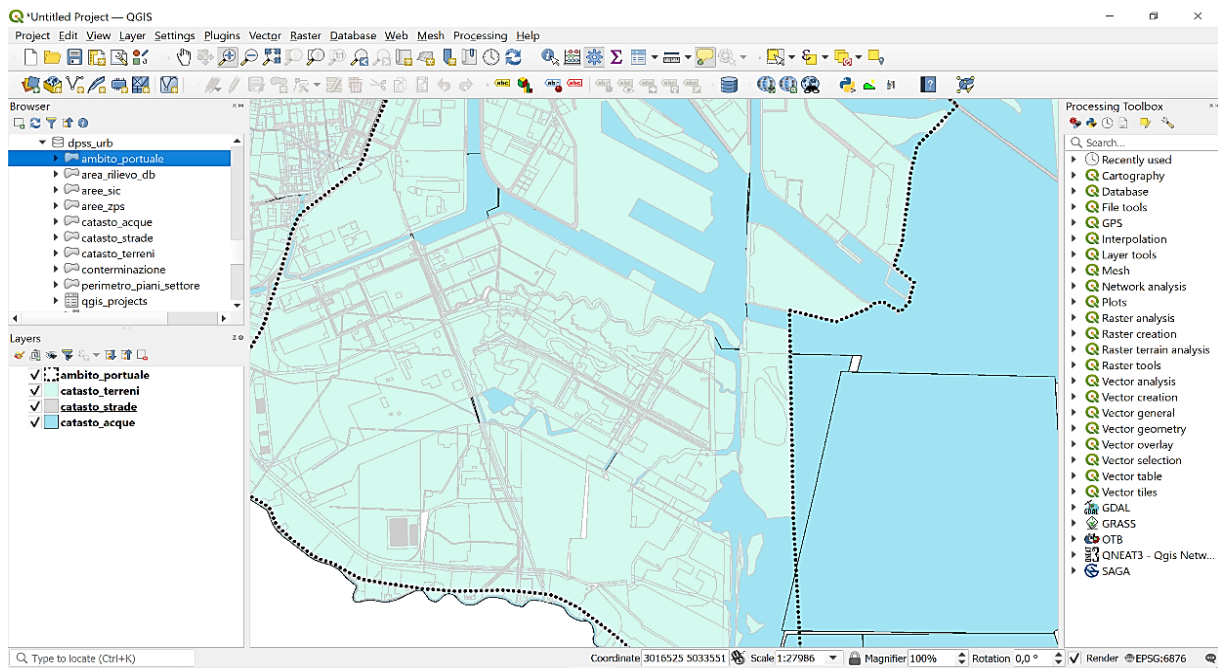 *Untitled Project — QGIS
Project Edit View Layer Settings Plugins Vector Raster Database Web Mesh Processing Help
Browser
dpss_urb
ambito_portuale
area_rilievo_db
aree_sic
aree_zps
catasto_acque
catasto_strade
catasto_terreni
conterminazione
perimetro_piani_settore
qgis_projects
Layers
ambito_portuale
catasto_terreni
catasto_strade
catasto_acque
Processing Toolbox
Search...
Recently used
Cartography
Database
File tools
GPS
Interpolation
Layer tools
Mesh
Network analysis
Plots
Raster analysis
Raster creation
Raster terrain analysis
Raster tools
Vector analysis
Vector creation
Vector general
Vector geometry
Vector overlay
Vector selection
Vector table
Vector tiles
GDAL
GRASS
OTB
QNEAT3 - Qgis Netw...
SAGA
Type to locate (Ctrl+K)
Coordinate 3016525 5033551 Scale 1:27986 Magnifier 100% Rotation 0,0 ° Render EPSG:6876